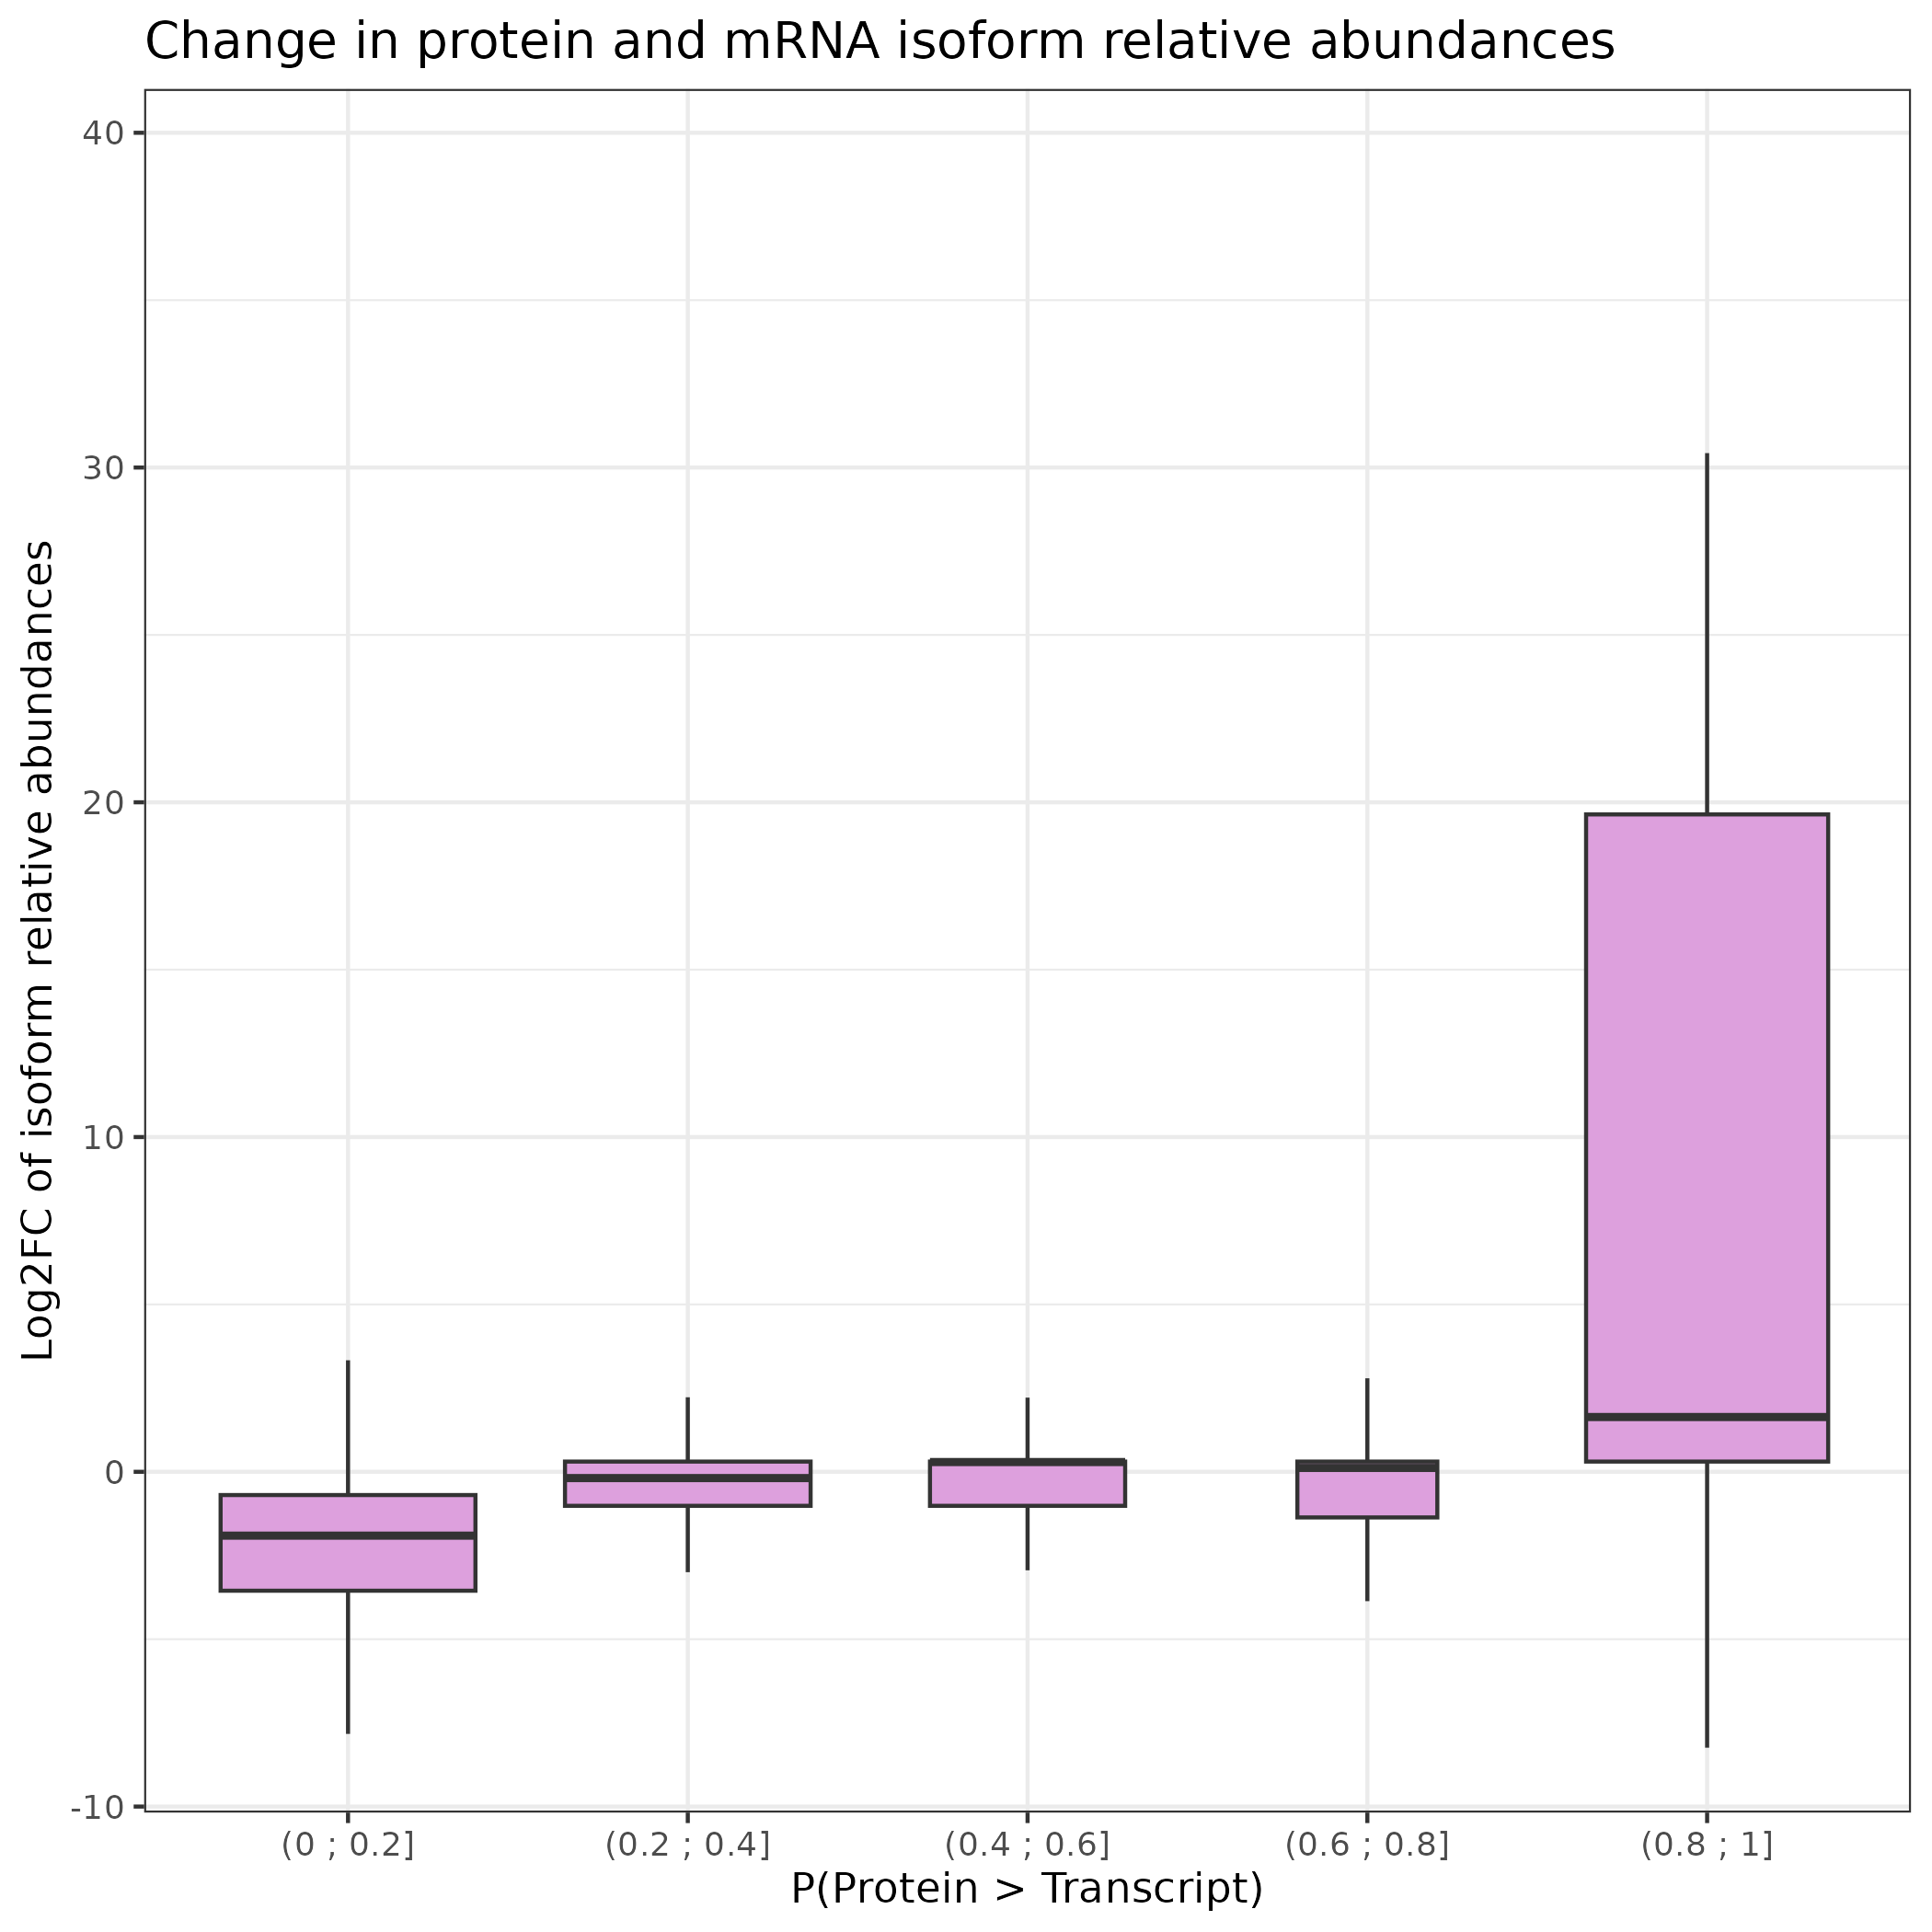 Change in protein and mRNA isoform relative abundances
Log2FC of isoform relative abundances
40
30
20
10
0
-10
(0 ; 0.2]
(0.2 ; 0.4]
(0.4 ; 0.6]
(0.6 ; 0.8]
(0.8 ; 1]
P(Protein > Transcript)